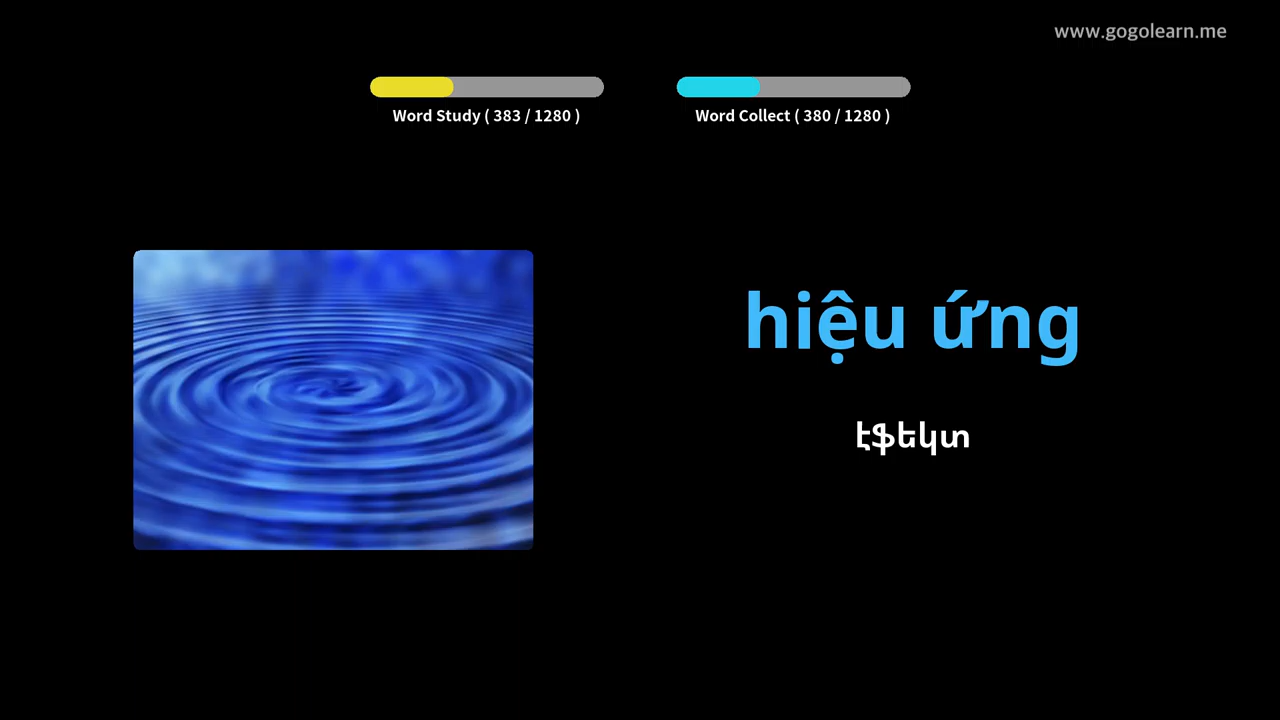 www.gogolearn.me
Word Study ( 383 / 1280 )
Word Collect ( 380 / 1280 )
hiệu ứng
էֆեկտ